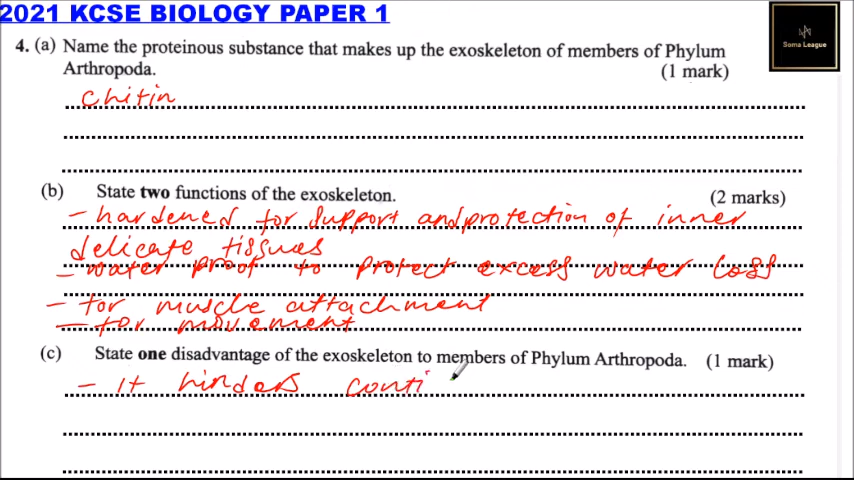 2021 KCSE BIOLOGY PAPER 1
Soma League
4. (a) Name the proteinous substance that makes up the exoskeleton of members of Phylum
Arthropoda. (1 mark)
chitin
(b) State two functions of the exoskeleton. (2 marks)
- hardened for support and protection of inner
delicate tissues
- water proof to protect excess water loss
- for muscle attachment
- for movement
(c) State one disadvantage of the exoskeleton to members of Phylum Arthropoda. (1 mark)
- It hinders conti